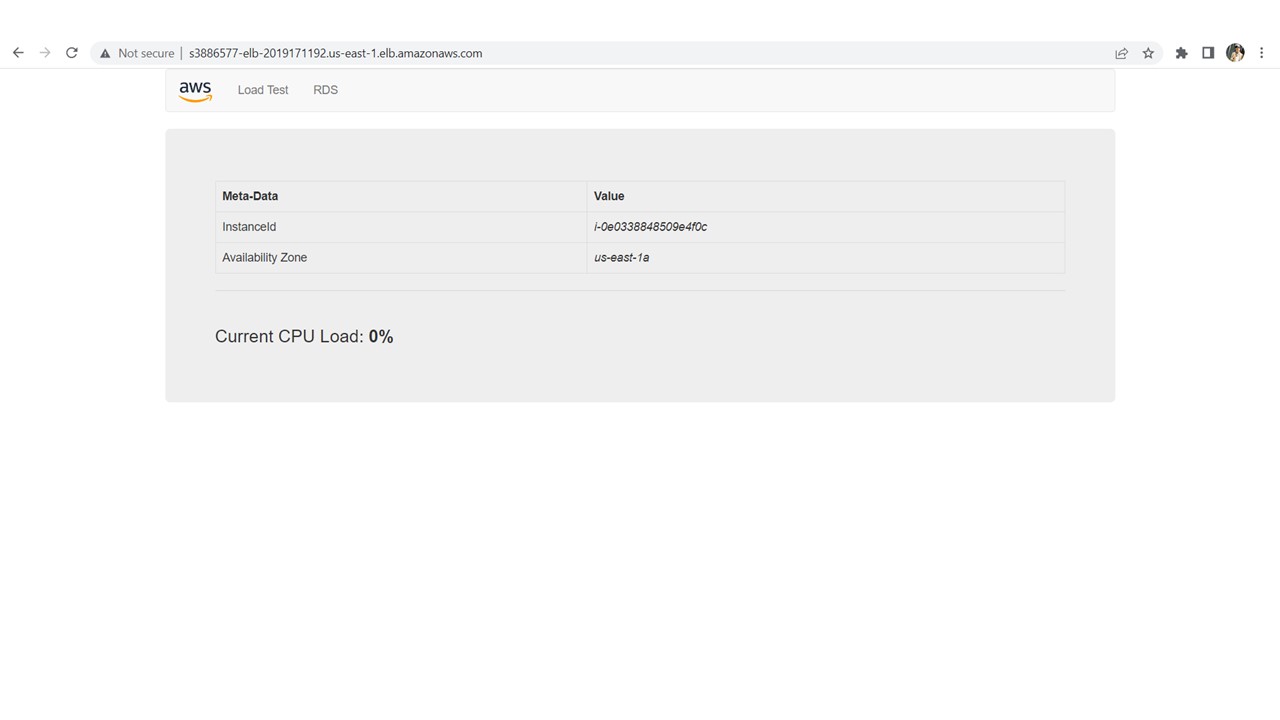 Not secure | s3886577-elb-2019171192.us-east-1.elb.amazonaws.com
aws Load Test RDS
Meta-Data Value
InstanceId i-0e0338848509e4f0c
Availability Zone us-east-1a
Current CPU Load: 0%